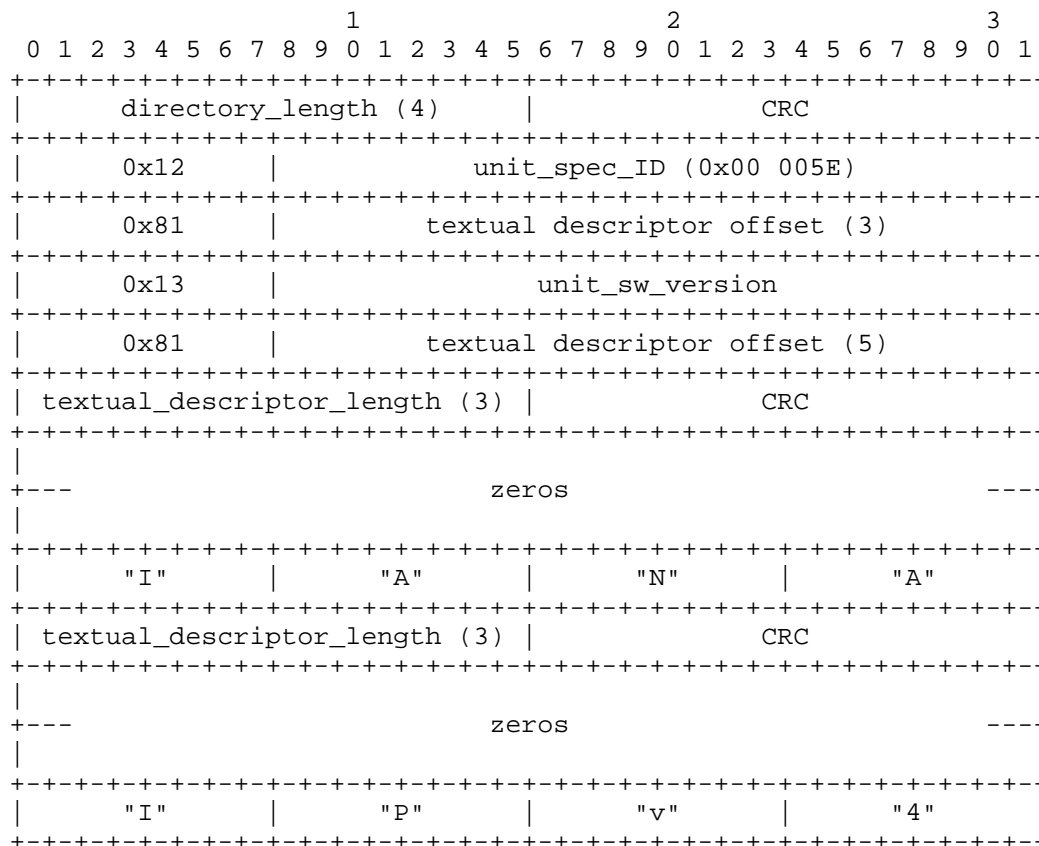 1                   2                   3
 0 1 2 3 4 5 6 7 8 9 0 1 2 3 4 5 6 7 8 9 0 1 2 3 4 5 6 7 8 9 0 1
+-+-+-+-+-+-+-+-+-+-+-+-+-+-+-+-+-+-+-+-+-+-+-+-+-+-+-+-+-+-+-+--
|      directory_length (4)     |              CRC
+-+-+-+-+-+-+-+-+-+-+-+-+-+-+-+-+-+-+-+-+-+-+-+-+-+-+-+-+-+-+-+--
|      0x12     |            unit_spec_ID (0x00 005E)
+-+-+-+-+-+-+-+-+-+-+-+-+-+-+-+-+-+-+-+-+-+-+-+-+-+-+-+-+-+-+-+--
|      0x81     |         textual descriptor offset (3)
+-+-+-+-+-+-+-+-+-+-+-+-+-+-+-+-+-+-+-+-+-+-+-+-+-+-+-+-+-+-+-+--
|      0x13     |                unit_sw_version
+-+-+-+-+-+-+-+-+-+-+-+-+-+-+-+-+-+-+-+-+-+-+-+-+-+-+-+-+-+-+-+--
|      0x81     |         textual descriptor offset (5)
+-+-+-+-+-+-+-+-+-+-+-+-+-+-+-+-+-+-+-+-+-+-+-+-+-+-+-+-+-+-+-+--
| textual_descriptor_length (3) |              CRC
+-+-+-+-+-+-+-+-+-+-+-+-+-+-+-+-+-+-+-+-+-+-+-+-+-+-+-+-+-+-+-+--
|
+---                          zeros                          ----
|
+-+-+-+-+-+-+-+-+-+-+-+-+-+-+-+-+-+-+-+-+-+-+-+-+-+-+-+-+-+-+-+--
|      "I"      |      "A"      |      "N"      |      "A"
+-+-+-+-+-+-+-+-+-+-+-+-+-+-+-+-+-+-+-+-+-+-+-+-+-+-+-+-+-+-+-+--
| textual_descriptor_length (3) |              CRC
+-+-+-+-+-+-+-+-+-+-+-+-+-+-+-+-+-+-+-+-+-+-+-+-+-+-+-+-+-+-+-+--
|
+---                          zeros                          ----
|
+-+-+-+-+-+-+-+-+-+-+-+-+-+-+-+-+-+-+-+-+-+-+-+-+-+-+-+-+-+-+-+--
|      "I"      |      "P"      |      "v"      |      "4"
+-+-+-+-+-+-+-+-+-+-+-+-+-+-+-+-+-+-+-+-+-+-+-+-+-+-+-+-+-+-+-+--